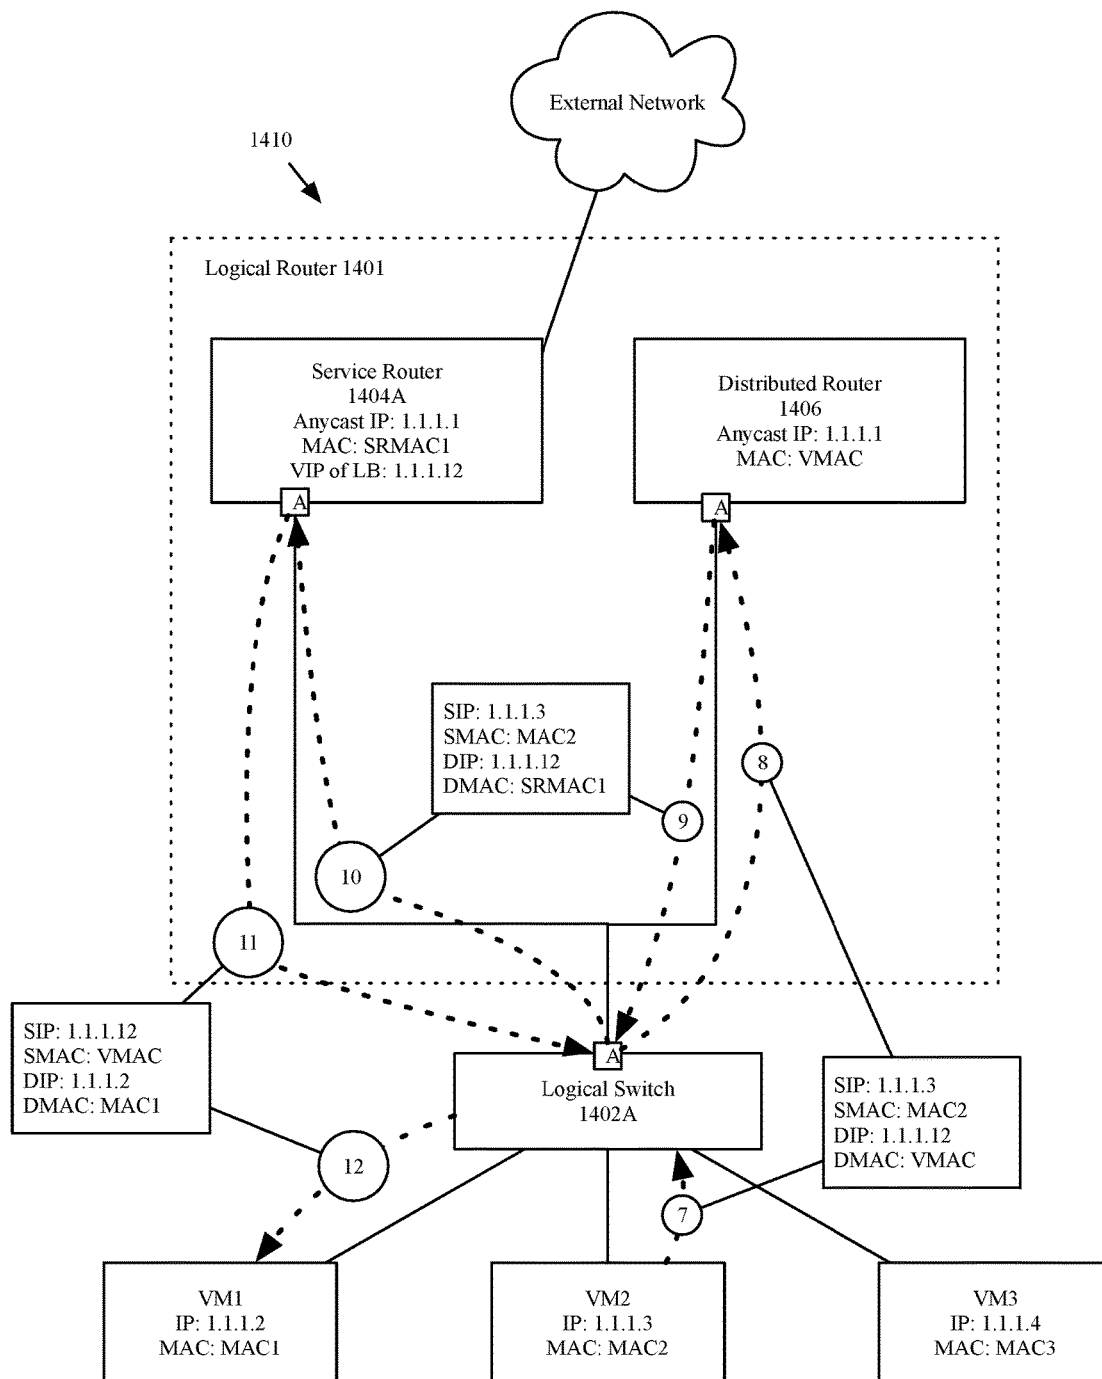 External Network
1410
Logical Router 1401
Service Router
1404A
Anycast IP: 1.1.1.1
MAC: SRMAC1
VIP of LB: 1.1.1.12
A
Distributed Router
1406
Anycast IP: 1.1.1.1
MAC: VMAC
A
SIP: 1.1.1.3
SMAC: MAC2
DIP: 1.1.1.12
DMAC: SRMAC1
8
9
10
11
SIP: 1.1.1.12
SMAC: VMAC
DIP: 1.1.1.2
DMAC: MAC1
A
Logical Switch
1402A
SIP: 1.1.1.3
SMAC: MAC2
DIP: 1.1.1.12
DMAC: VMAC
12
7
VM1
IP: 1.1.1.2
MAC: MAC1
VM2
IP: 1.1.1.3
MAC: MAC2
VM3
IP: 1.1.1.4
MAC: MAC3